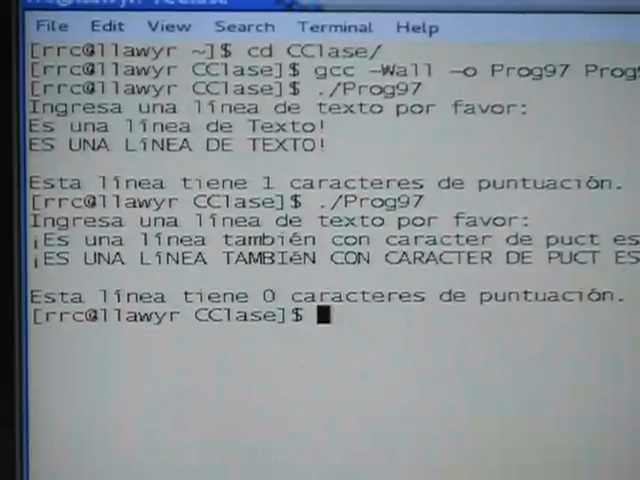 File Edit View Search Terminal Help
[rrc@llawyr ~]$ cd CClase/
[rrc@llawyr CClase]$ gcc -Wall -o Prog97
[rrc@llawyr CClase]$ ./Prog97
Ingresa una línea de texto por favor:
Es una línea de Texto!
ES UNA LíNEA DE TEXTO!
Esta línea tiene 1 caracteres de puntuación.
[rrc@llawyr CClase]$ ./Prog97
Ingresa una línea de texto por favor:
¡Es una línea también con caracter de puct es
¡ES UNA LíNEA TAMBIéN CON CARACTER DE PUCT ES
Esta línea tiene 0 caracteres de puntuación.
[rrc@llawyr CClase]$